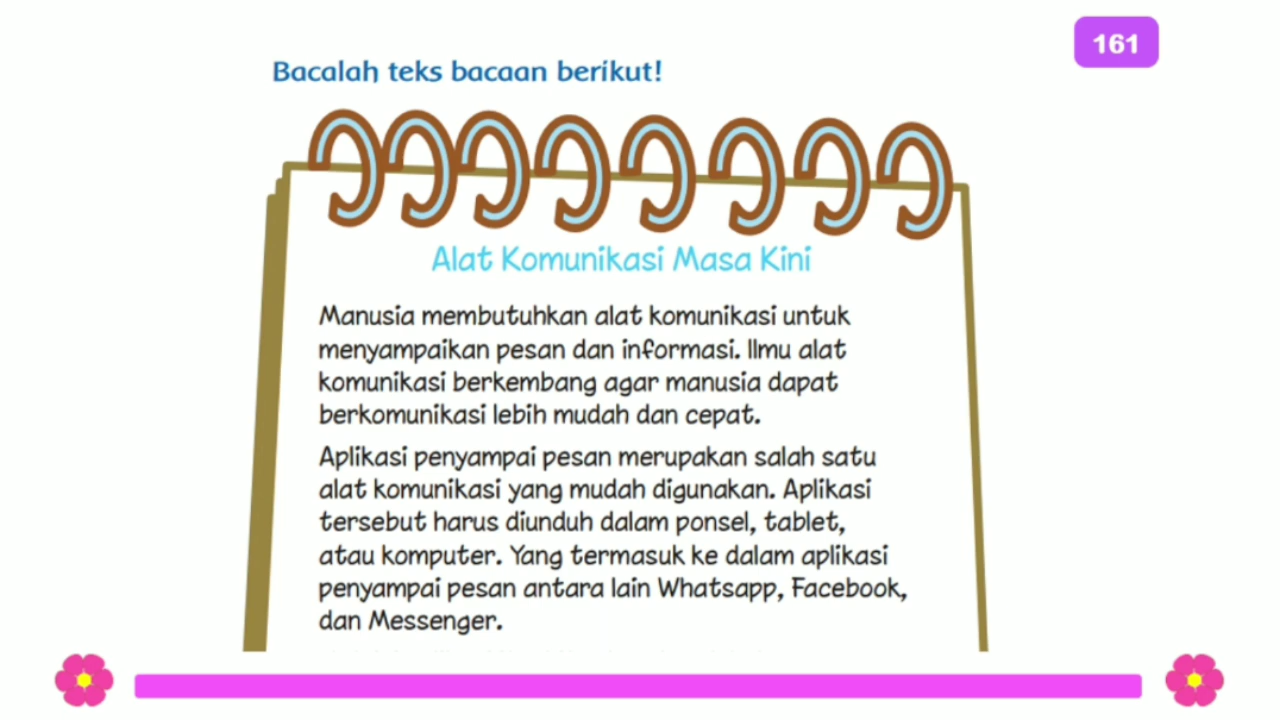 161
Bacalah teks bacaan berikut!
Alat Komunikasi Masa Kini
Manusia membutuhkan alat komunikasi untuk
menyampaikan pesan dan informasi. Ilmu alat
komunikasi berkembang agar manusia dapat
berkomunikasi lebih mudah dan cepat.
Aplikasi penyampai pesan merupakan salah satu
alat komunikasi yang mudah digunakan. Aplikasi
tersebut harus diunduh dalam ponsel, tablet,
atau komputer. Yang termasuk ke dalam aplikasi
penyampai pesan antara lain Whatsapp, Facebook,
dan Messenger.